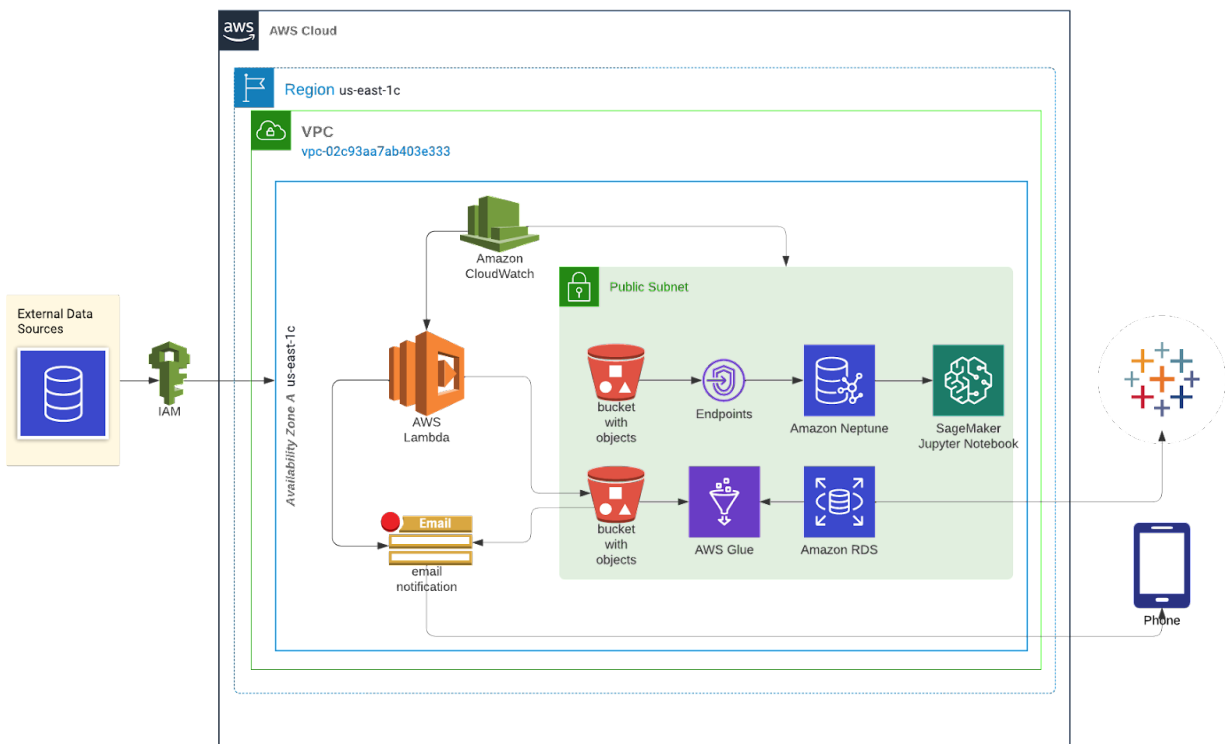 aws
AWS Cloud
Region us-east-1c
VPC
vpc-02c93aa7ab403e333
Amazon
CloudWatch
Public Subnet
External Data
Sources
IAM
Availability Zone A us-east-1c
AWS
Lambda
bucket
with
objects
Endpoints
Amazon Neptune
SageMaker
Jupyter Notebook
bucket
with
objects
AWS Glue
Amazon RDS
Email
email
notification
Phone